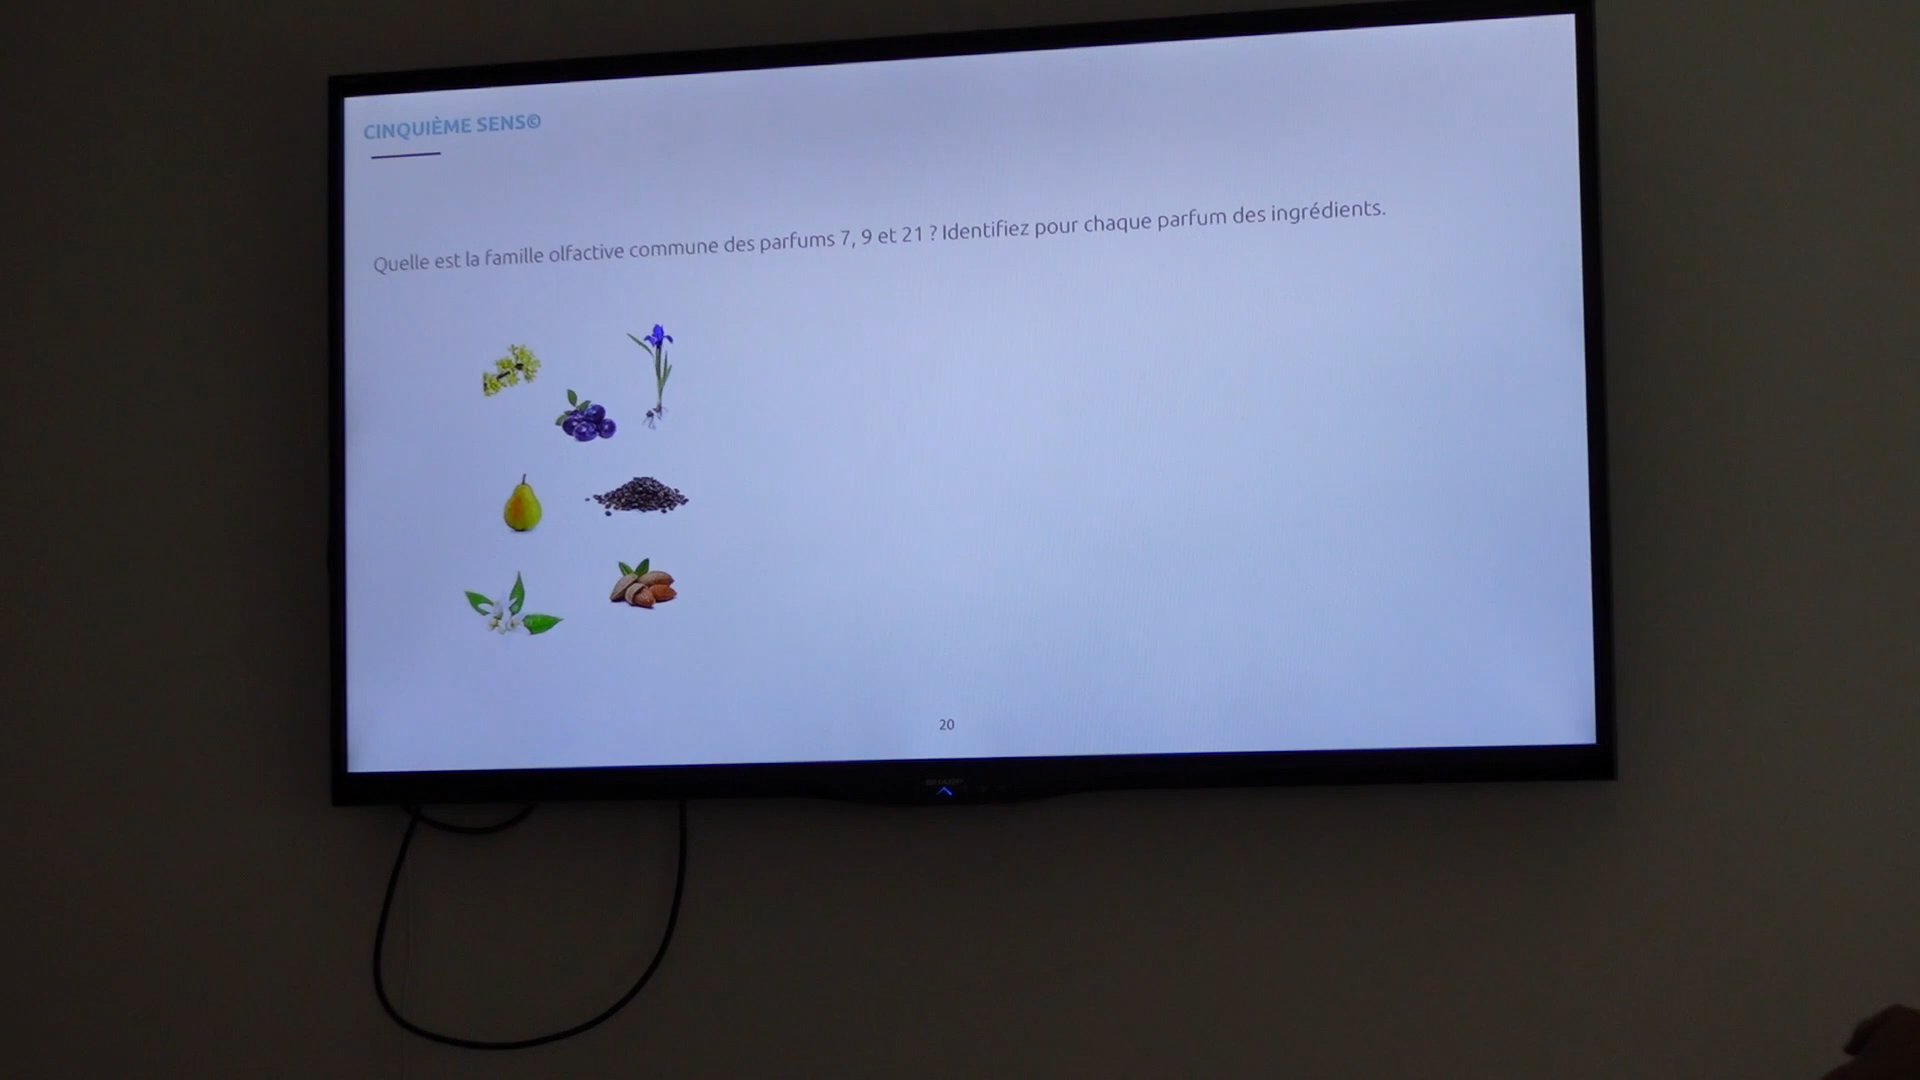 CINQUIÈME SENS©
Quelle est la famille olfactive commune des parfums 7, 9 et 21 ? Identifiez pour chaque parfum des ingrédients.
20